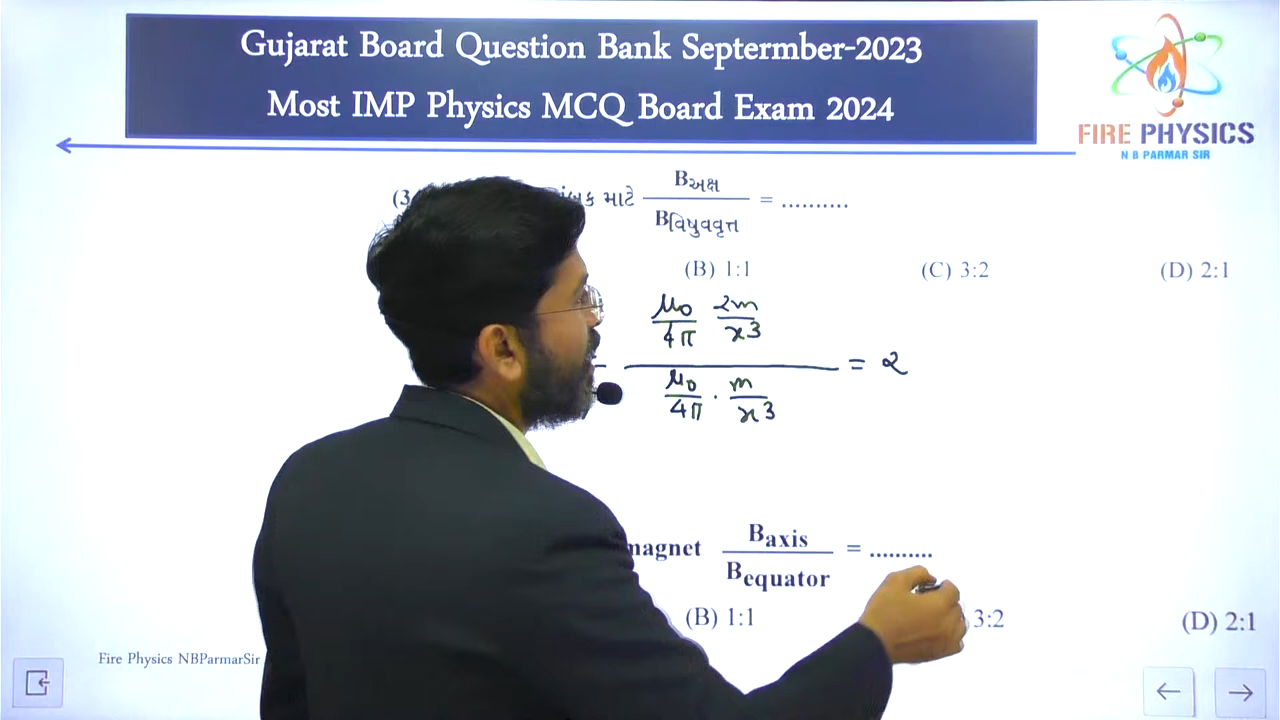 Gujarat Board Question Bank Septermber-2023
Most IMP Physics MCQ Board Exam 2024
FIRE PHYSICS
N B PARMAR SIR
માટે Bઅક્ષ / Bવિષુવવૃત્ત = ..........
(B) 1:1 (C) 3:2 (D) 2:1
μ0/4π 2m/x3
= 2
μ0/4π · m/x3
magnet Baxis / Bequator = ..........
(B) 1:1 3:2 (D) 2:1
Fire Physics NBParmarSir